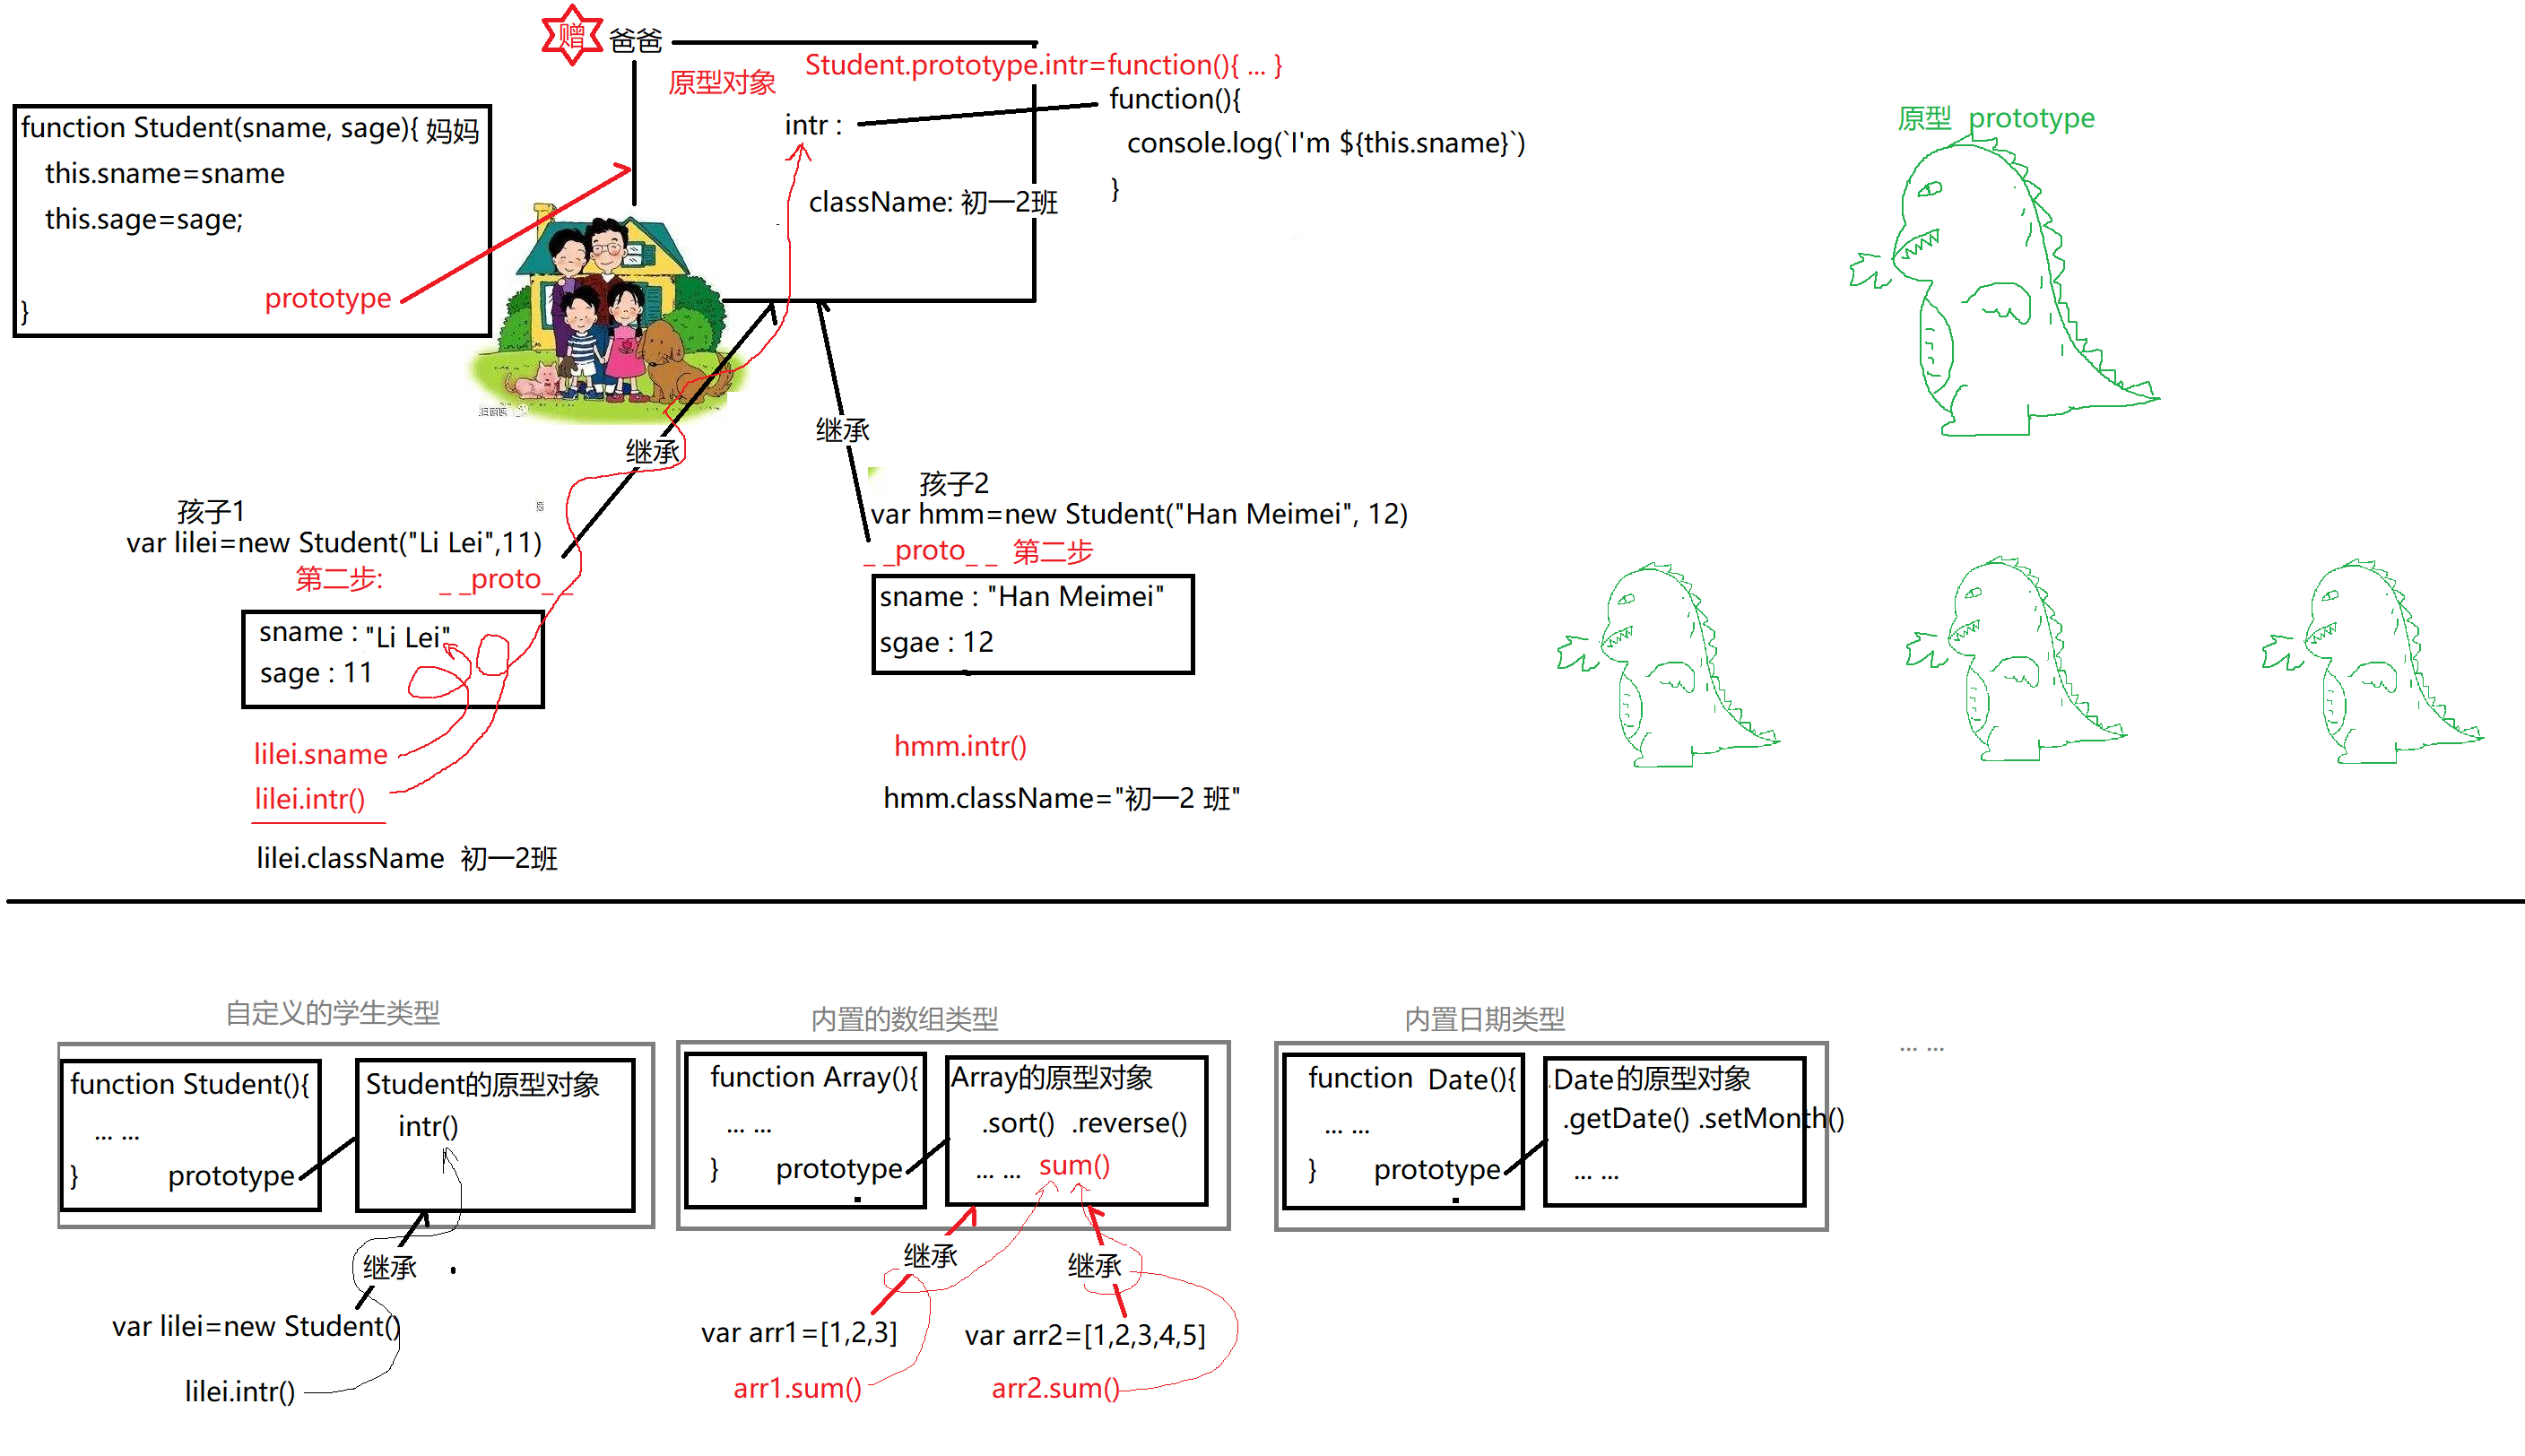 赠 爸爸
Student.prototype.intr=function(){ ... }
原型对象
function(){
intr :
console.log(`I'm ${this.sname}`)
}
className: 初一2班
function Student(sname, sage){ 妈妈
this.sname=sname
this.sage=sage;
prototype
}
原型 prototype
继承
继承
孩子1
var lilei=new Student("Li Lei",11)
第二步: _ _proto_ _
sname : "Li Lei"
sage : 11
lilei.sname
lilei.intr()
lilei.className 初一2班
孩子2
var hmm=new Student("Han Meimei", 12)
_ _proto_ _ 第二步
sname : "Han Meimei"
sgae : 12
hmm.intr()
hmm.className="初一2 班"
自定义的学生类型
function Student(){
... ...
} prototype
Student的原型对象
intr()
继承
var lilei=new Student()
lilei.intr()
内置的数组类型
function Array(){
... ...
} prototype
Array的原型对象
.sort() .reverse()
... ... sum()
继承
继承
var arr1=[1,2,3]
var arr2=[1,2,3,4,5]
arr1.sum()
arr2.sum()
内置日期类型
function Date(){
... ...
} prototype
Date的原型对象
.getDate() .setMonth()
... ...
... ...